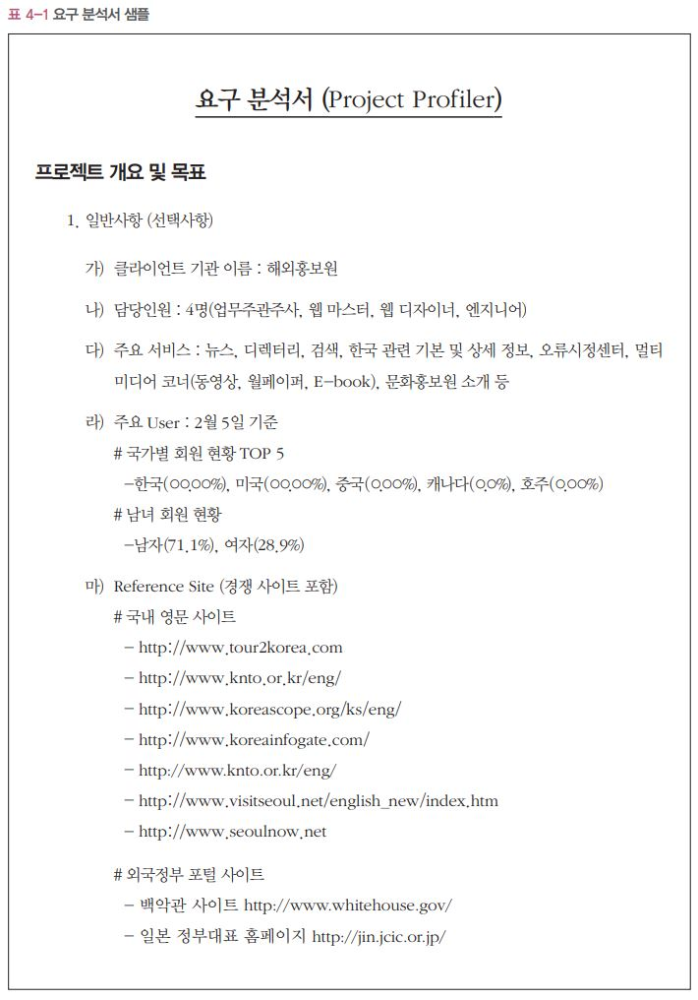 표 4-1 요구 분석서 샘플
요구 분석서 (Project Profiler)
프로젝트 개요 및 목표
1. 일반사항 (선택사항)
가) 클라이언트 기관 이름 : 해외홍보원
나) 담당인원 : 4명(업무주관주사, 웹 마스터, 웹 디자이너, 엔지니어)
다) 주요 서비스 : 뉴스, 디렉터리, 검색, 한국 관련 기본 및 상세 정보, 오류시정센터, 멀티
미디어 코너(동영상, 월페이퍼, E-book), 문화홍보원 소개 등
라) 주요 User : 2월 5일 기준
# 국가별 회원 현황 TOP 5
-한국(○○.○○%), 미국(○○.○○%), 중국(○.○○%), 캐나다(○.○%), 호주(○.○○%)
# 남녀 회원 현황
-남자(71.1%), 여자(28.9%)
마) Reference Site (경쟁 사이트 포함)
# 국내 영문 사이트
- http://www.tour2korea.com
- http://www.knto.or.kr/eng/
- http://www.koreascope.org/ks/eng/
- http://www.koreainfogate.com/
- http://www.knto.or.kr/eng/
- http://www.visitseoul.net/english_new/index.htm
- http://www.seoulnow.net
# 외국정부 포털 사이트
- 백악관 사이트 http://www.whitehouse.gov/
- 일본 정부대표 홈페이지 http://jin.jcic.or.jp/